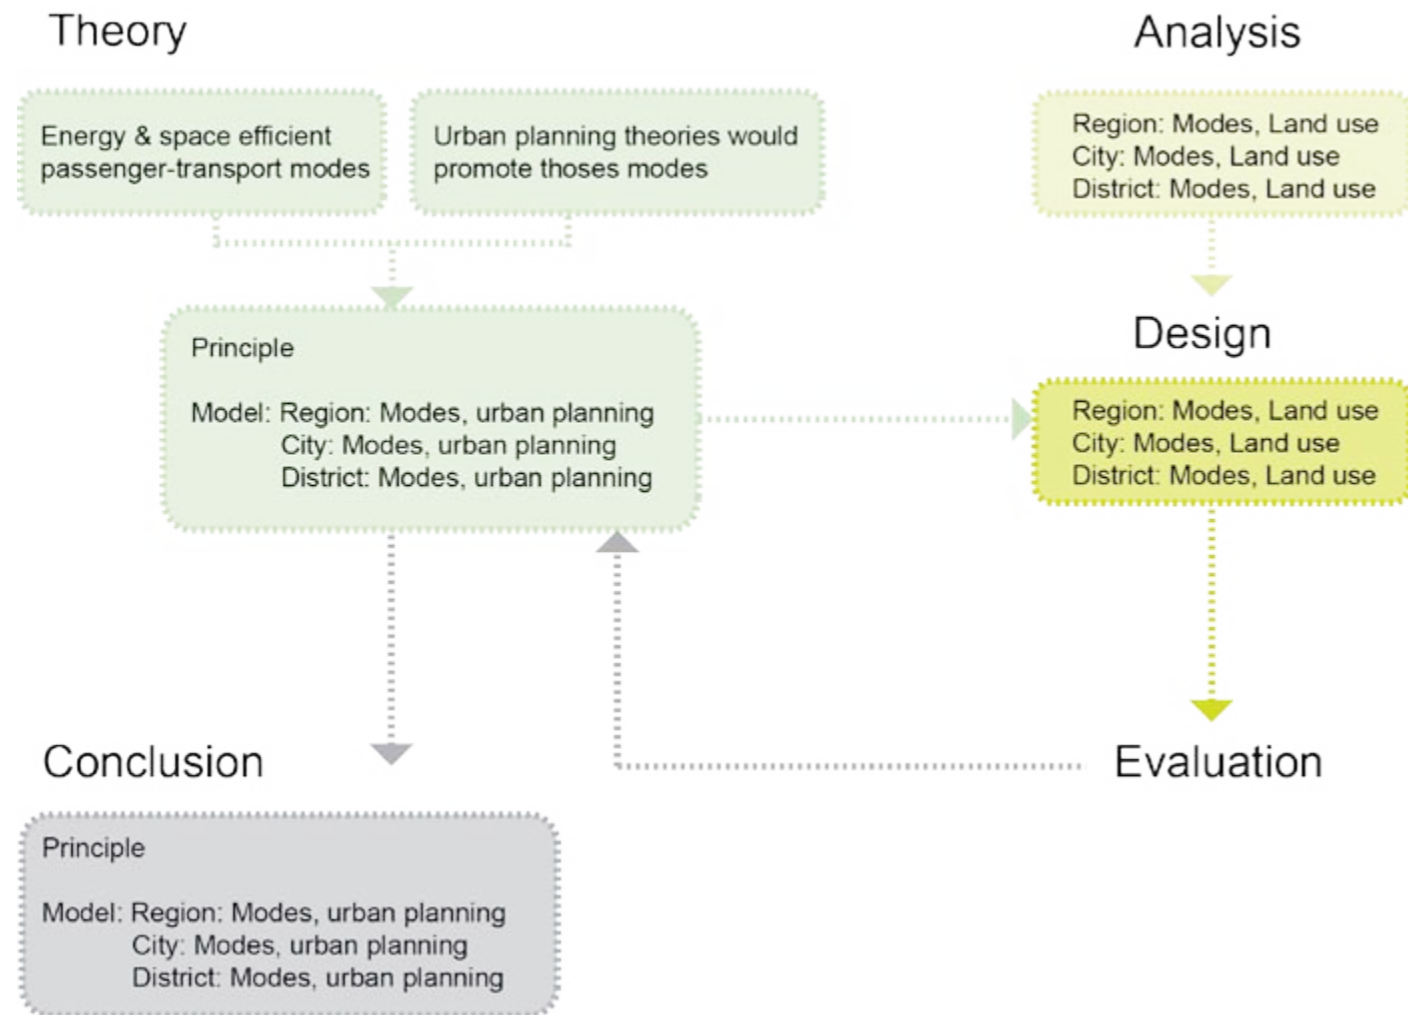 Theory
Energy & space efficient
passenger-transport modes
Urban planning theories would
promote thoses modes
Principle
Model: Region: Modes, urban planning
City: Modes, urban planning
District: Modes, urban planning
Analysis
Region: Modes, Land use
City: Modes, Land use
District: Modes, Land use
Design
Region: Modes, Land use
City: Modes, Land use
District: Modes, Land use
Evaluation
Conclusion
Principle
Model: Region: Modes, urban planning
City: Modes, urban planning
District: Modes, urban planning